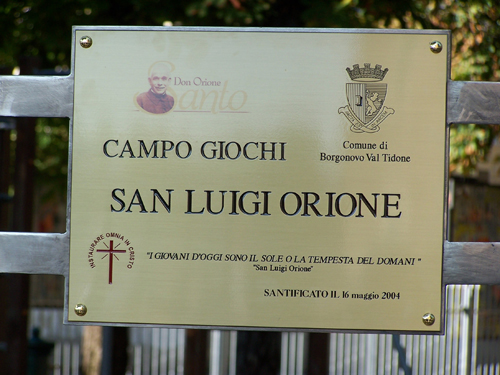 Don Orione
Santo
Comune di
Borgonovo Val Tidone
CAMPO GIOCHI
SAN LUIGI ORIONE
INSTAURARE OMNIA IN CRISTO
"I GIOVANI D'OGGI SONO IL SOLE O LA TEMPESTA DEL DOMANI"
"San Luigi Orione"
SANTIFICATO IL 16 maggio 2004